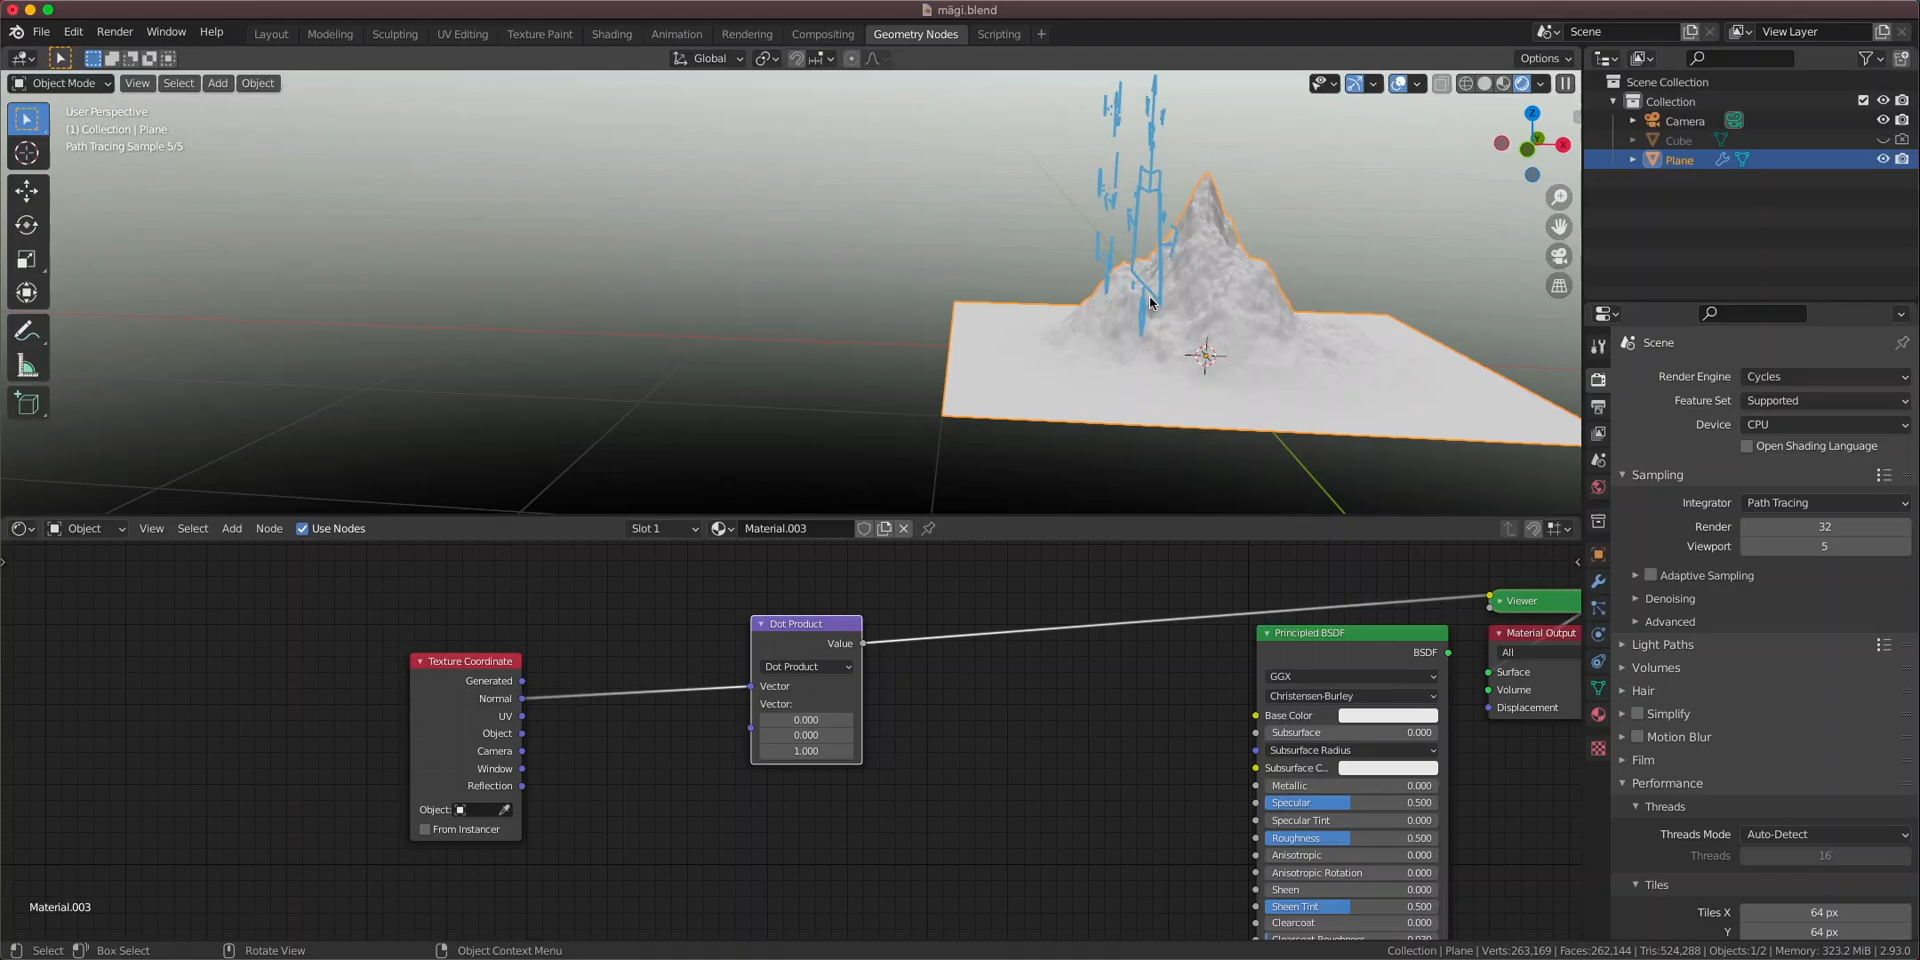 mägi.blend
File Edit Render Window Help Layout Modeling Sculpting UV Editing Texture Paint Shading Animation Rendering Compositing Geometry Nodes Scripting + Scene View Layer
Global Options
Object Mode View Select Add Object
User Perspective
(1) Collection | Plane
Path Tracing Sample 5/5
Z
Y
X
Scene Collection
Collection
Camera
Cube
Plane
Scene
Render Engine Cycles
Feature Set Supported
Device CPU
Open Shading Language
Sampling
Integrator Path Tracing
Render 32
Viewport 5
Adaptive Sampling
Denoising
Advanced
Light Paths
Volumes
Hair
Simplify
Motion Blur
Film
Performance
Threads
Threads Mode Auto-Detect
Threads 16
Tiles
Tiles X 64 px
Y 64 px
Object View Select Add Node Use Nodes Slot 1 Material.003
Texture Coordinate
Generated
Normal
UV
Object
Camera
Window
Reflection
Object:
From Instancer
Dot Product
Value
Dot Product
Vector
Vector:
0.000
0.000
1.000
Principled BSDF
BSDF
GGX
Christensen-Burley
Base Color
Subsurface 0.000
Subsurface Radius
Subsurface C...
Metallic 0.000
Specular 0.500
Specular Tint 0.000
Roughness 0.500
Anisotropic 0.000
Anisotropic Rotation 0.000
Sheen 0.000
Sheen Tint 0.500
Clearcoat 0.000
Clearcoat Roughness 0.030
Viewer
Material Output
All
Surface
Volume
Displacement
Material.003
Select Box Select Rotate View Object Context Menu
Collection | Plane | Verts:263,169 | Faces:262,144 | Tris:524,288 | Objects:1/2 | Memory: 323.2 MiB | 2.93.0